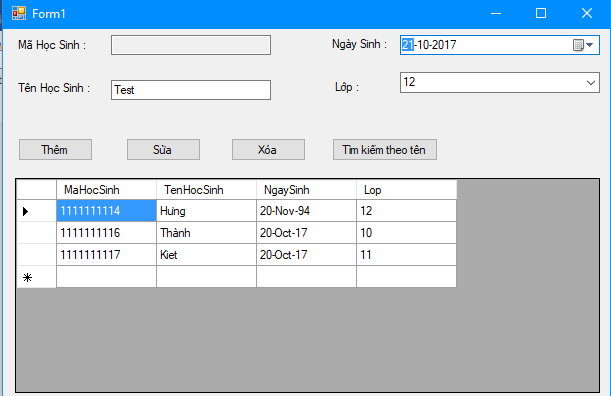 Form1
Mã Học Sinh :
Ngày Sinh : 21-10-2017
Tên Học Sinh : Test
Lớp : 12
Thêm Sửa Xóa Tìm kiếm theo tên
MaHocSinh TenHocSinh NgaySinh Lop
1111111114 Hưng 20-Nov-94 12
1111111116 Thành 20-Oct-17 10
1111111117 Kiet 20-Oct-17 11